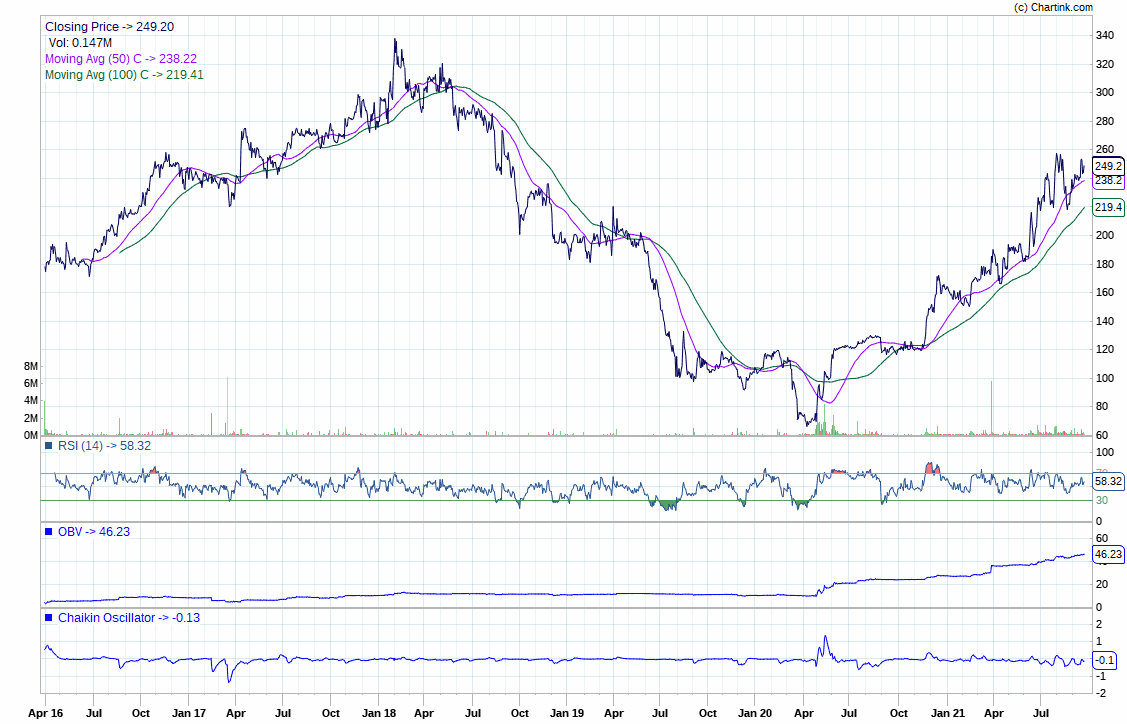 (c) Chartink.com
Closing Price -> 249.20
Vol: 0.147M
Moving Avg (50) C -> 238.22
Moving Avg (100) C -> 219.41
340
320
300
280
260
249.2
238.2
219.4
200
180
160
140
120
100
80
60
8M
6M
4M
2M
0M
RSI (14) -> 58.32
100
70
58.32
30
0
OBV -> 46.23
60
46.23
20
0
Chaikin Oscillator -> -0.13
2
1
-0.1
-1
-2
Apr 16 Jul Oct Jan 17 Apr Jul Oct Jan 18 Apr Jul Oct Jan 19 Apr Jul Oct Jan 20 Apr Jul Oct Jan 21 Apr Jul